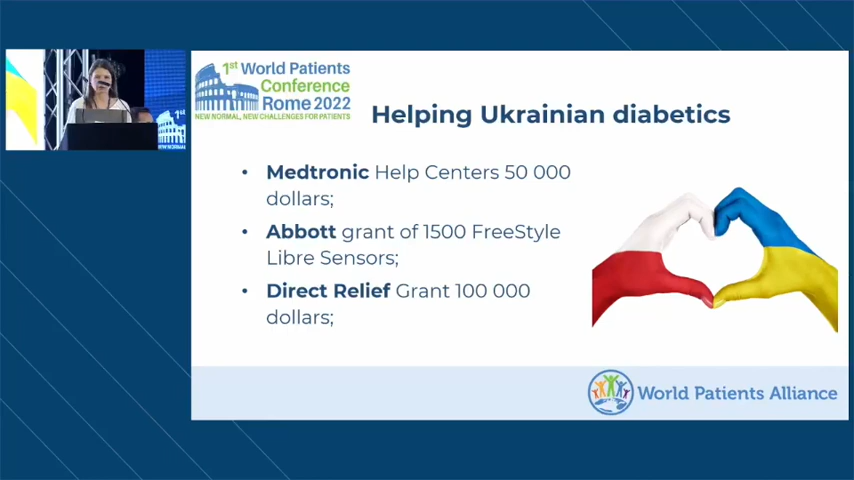 1st World Patients
Conference
Rome 2022
NEW NORMAL, NEW CHALLENGES FOR PATIENTS
Helping Ukrainian diabetics
• Medtronic Help Centers 50 000
dollars;
• Abbott grant of 1500 FreeStyle
Libre Sensors;
• Direct Relief Grant 100 000
dollars;
World Patients Alliance